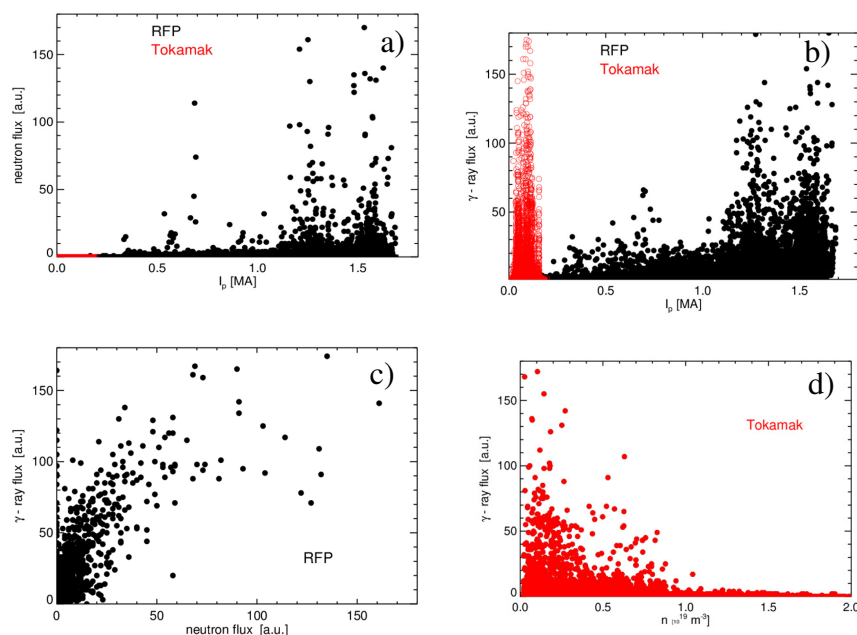 a)
RFP
Tokamak
neutron flux [a.u.]
150
100
50
0
0.0 0.5 1.0 1.5
I_p [MA]
b)
RFP
Tokamak
γ - ray flux [a.u.]
150
100
50
0
0.0 0.5 1.0 1.5
I_p [MA]
c)
γ - ray flux [a.u.]
150
100
50
0
RFP
0 50 100 150
neutron flux [a.u.]
d)
Tokamak
γ - ray flux [a.u.]
150
100
50
0
0.0 0.5 1.0 1.5 2.0
n [10¹⁹ m⁻³]